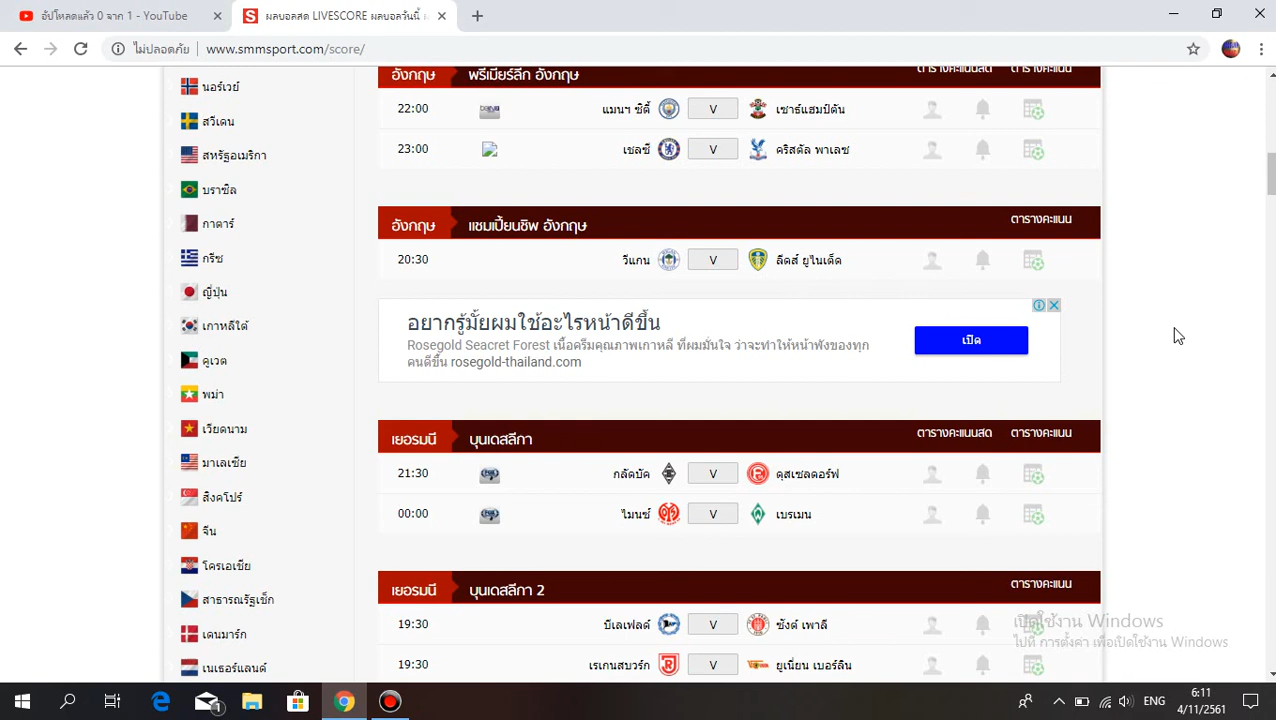 อัปโหลดแล้ว 0 จาก 1 - YouTube
ผลบอลสด LIVESCORE ผลบอลวันนี้
ไม่ปลอดภัย
www.smmsport.com/score/
นอร์เวย์
สวีเดน
สหรัฐอเมริกา
บราซิล
กาตาร์
กรีซ
ญี่ปุ่น
เกาหลีใต้
คูเวต
พม่า
เวียดนาม
มาเลเซีย
สิงคโปร์
จีน
โครเอเชีย
สาธารณรัฐเช็ก
เดนมาร์ก
เนเธอร์แลนด์
อังกฤษ พรีเมียร์ลีก อังกฤษ ตารางคะแนนสด ตารางคะแนน
22:00 แมนฯ ซิตี้ V เซาธ์แฮมป์ตัน
23:00 เชลซี V คริสตัล พาเลซ
อังกฤษ แชมเปี้ยนชิพ อังกฤษ ตารางคะแนน
20:30 วีแกน V ลีดส์ ยูไนเต็ด
อยากรู้มั้ยผมใช้อะไรหน้าดีขึ้น
Rosegold Seacret Forest เนื้อครีมคุณภาพเกาหลี ที่ผมมั่นใจ ว่าจะทำให้หน้าพังของทุก
คนดีขึ้น rosegold-thailand.com
เปิด
เยอรมนี บุนเดสลีกา ตารางคะแนนสด ตารางคะแนน
21:30 กลัดบัค V ดุสเซลดอร์ฟ
00:00 ไมนซ์ V เบรเมน
เยอรมนี บุนเดสลีกา 2 ตารางคะแนน
19:30 บีเลเฟลด์ V ซังต์ เพาลี
19:30 เรเกนสบวร์ก V ยูเนี่ยน เบอร์ลิน
เปิดใช้งาน Windows
ไปที่ การตั้งค่า เพื่อเปิดใช้งาน Windows
1
ENG
6:11
4/11/2561